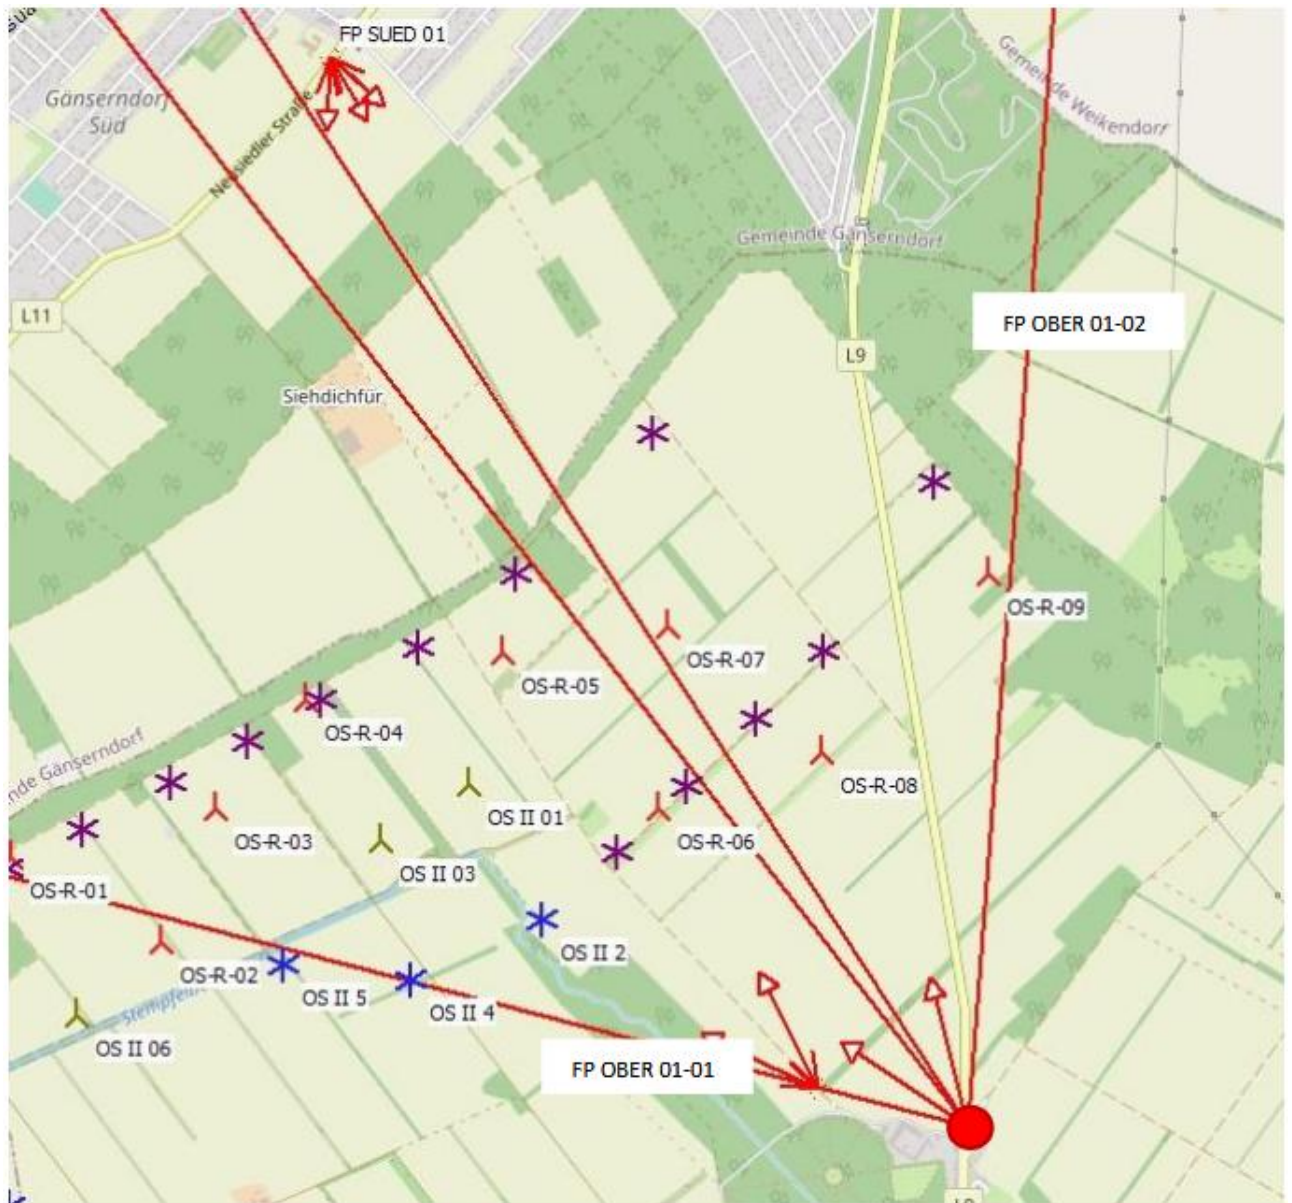 FP SUED 01
Gänserndorf
Süd
Neusiedler Straße
Gemeinde Weikendorf
Gemeinde Gänserndorf
L11
FP OBER 01-02
L9
Siehdichfür
OS-R-09
OS-R-07
OS-R-05
OS-R-04
nde Gänserndorf
OS-R-08
OS II 01
OS-R-03
OS-R-06
OS II 03
OS-R-01
OS II 2
OS-R-02
OS II 5
OS II 4
OS II 06
FP OBER 01-01